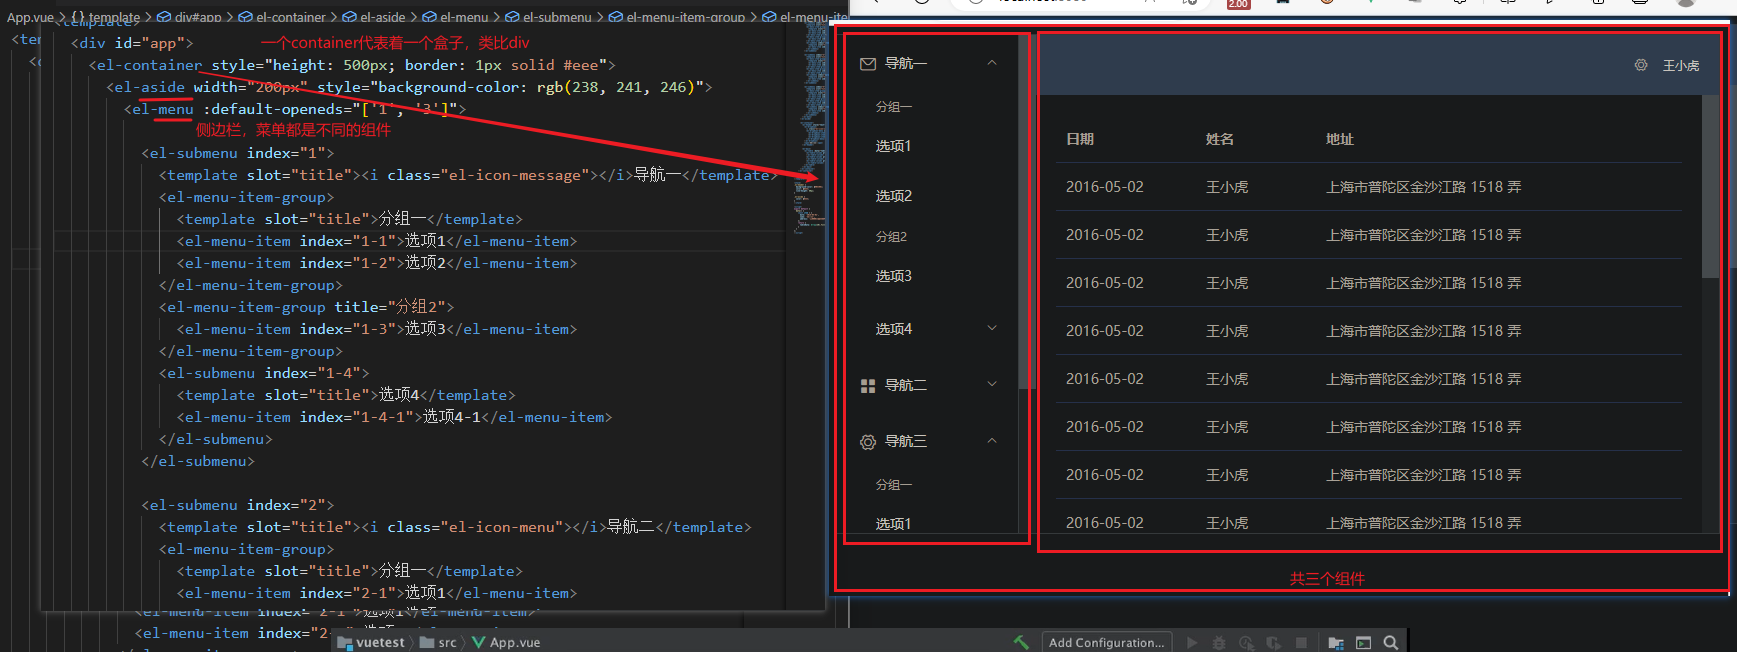 App.vue > {} template > div#app > el-container > el-aside > el-menu > el-submenu > el-menu-item-group > el-menu-ite
<template>
<div id="app">
一个container代表着一个盒子，类比div
<el-container style="height: 500px; border: 1px solid #eee">
<el-aside width="200px" style="background-color: rgb(238, 241, 246)">
<el-menu :default-openeds="['1', '3']">
侧边栏，菜单都是不同的组件
<el-submenu index="1">
<template slot="title"><i class="el-icon-message"></i>导航一</template>
<el-menu-item-group>
<template slot="title">分组一</template>
<el-menu-item index="1-1">选项1</el-menu-item>
<el-menu-item index="1-2">选项2</el-menu-item>
</el-menu-item-group>
<el-menu-item-group title="分组2">
<el-menu-item index="1-3">选项3</el-menu-item>
</el-menu-item-group>
<el-submenu index="1-4">
<template slot="title">选项4</template>
<el-menu-item index="1-4-1">选项4-1</el-menu-item>
</el-submenu>
</el-submenu>
<el-submenu index="2">
<template slot="title"><i class="el-icon-menu"></i>导航二</template>
<el-menu-item-group>
<template slot="title">分组一</template>
<el-menu-item index="2-1">选项1</el-menu-item>
<el-menu-item index="2-1">选项1</el-menu-item>
<el-menu-item index="2-
vuetest > src > App.vue
Add Configuration...
2.00
导航一
分组一
选项1
选项2
分组2
选项3
选项4
导航二
导航三
分组一
选项1
王小虎
日期 姓名 地址
2016-05-02 王小虎 上海市普陀区金沙江路 1518 弄
2016-05-02 王小虎 上海市普陀区金沙江路 1518 弄
2016-05-02 王小虎 上海市普陀区金沙江路 1518 弄
2016-05-02 王小虎 上海市普陀区金沙江路 1518 弄
2016-05-02 王小虎 上海市普陀区金沙江路 1518 弄
2016-05-02 王小虎 上海市普陀区金沙江路 1518 弄
2016-05-02 王小虎 上海市普陀区金沙江路 1518 弄
2016-05-02 王小虎 上海市普陀区金沙江路 1518 弄
共三个组件